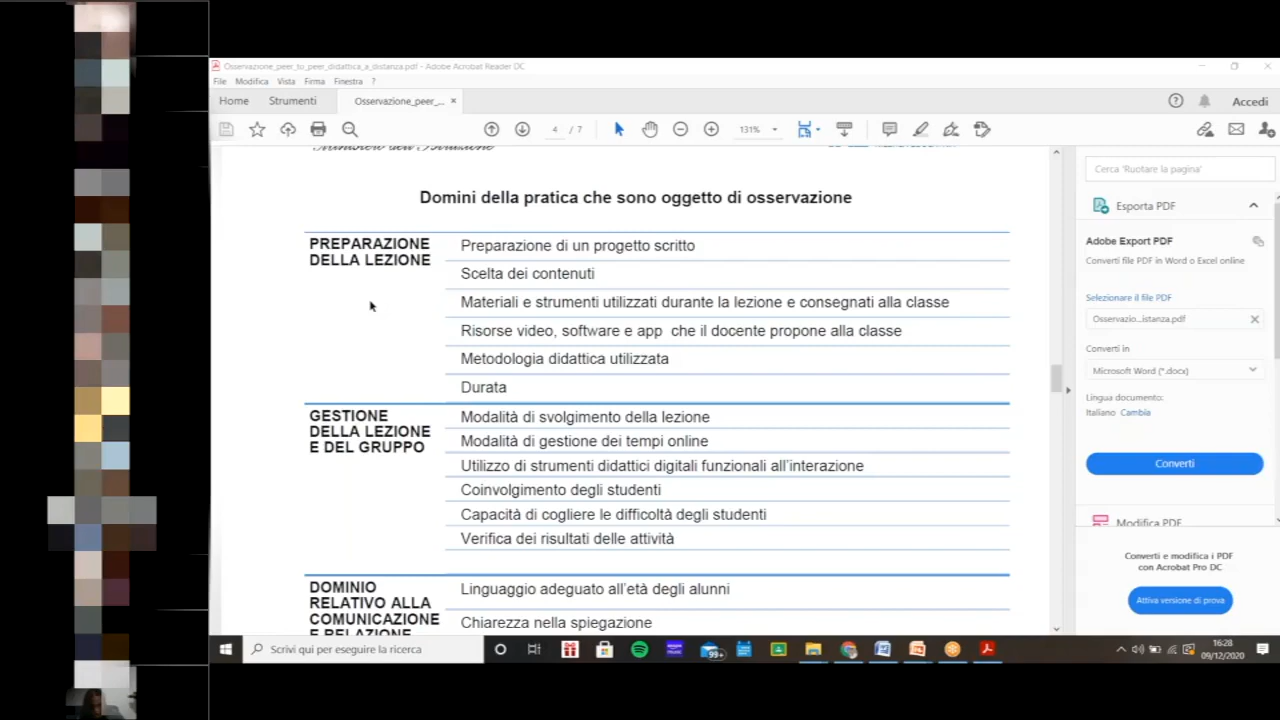 Osservazione_peer_to_peer_didattica_a_distanza.pdf - Adobe Acrobat Reader DC
File Modifica Vista Firma Finestra ?
Home Strumenti Osservazione_peer_... × Accedi
4 / 7 131%
Ministero dell'Istruzione
Domini della pratica che sono oggetto di osservazione
PREPARAZIONE
DELLA LEZIONE
Preparazione di un progetto scritto
Scelta dei contenuti
Materiali e strumenti utilizzati durante la lezione e consegnati alla classe
Risorse video, software e app che il docente propone alla classe
Metodologia didattica utilizzata
Durata
GESTIONE
DELLA LEZIONE
E DEL GRUPPO
Modalità di svolgimento della lezione
Modalità di gestione dei tempi online
Utilizzo di strumenti didattici digitali funzionali all'interazione
Coinvolgimento degli studenti
Capacità di cogliere le difficoltà degli studenti
Verifica dei risultati delle attività
DOMINIO
RELATIVO ALLA
COMUNICAZIONE
E RELAZIONE
Linguaggio adeguato all'età degli alunni
Chiarezza nella spiegazione
Cerca 'Ruotare la pagina'
Esporta PDF
Adobe Export PDF
Converti file PDF in Word o Excel online
Selezionare il file PDF
Osservazio...istanza.pdf
Converti in
Microsoft Word (*.docx)
Lingua documento:
Italiano Cambia
Converti
Modifica PDF
Converti e modifica i PDF
con Acrobat Pro DC
Attiva versione di prova
Scrivi qui per eseguire la ricerca
99+
16:28
09/12/2020